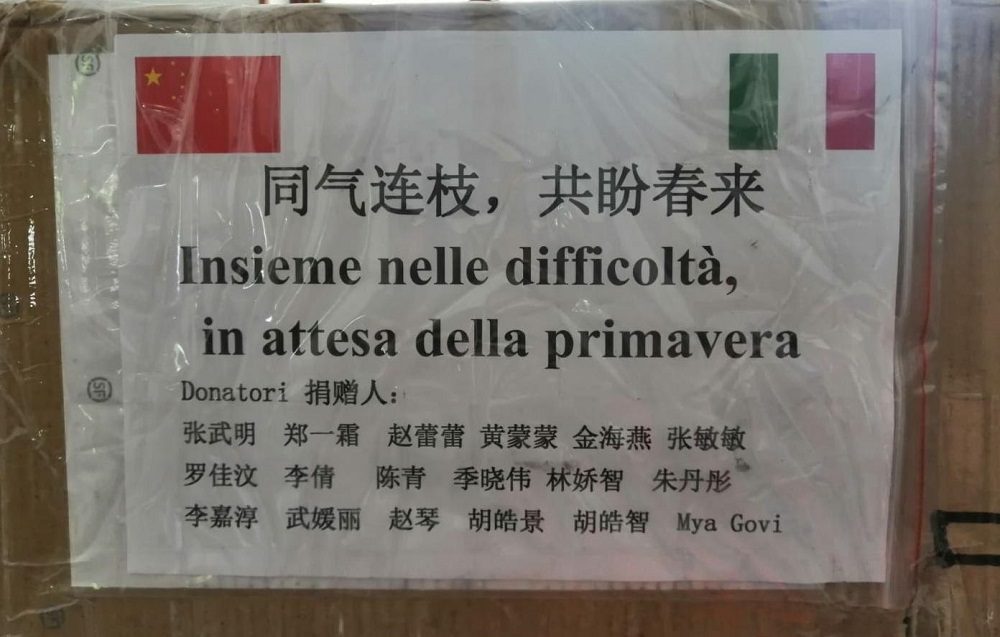 同气连枝，共盼春来
Insieme nelle difficoltà,
in attesa della primavera
Donatori 捐赠人：
张武明 郑一霜 赵蕾蕾 黄蒙蒙 金海燕 张敏敏
罗佳汶 李倩 陈青 季晓伟 林娇智 朱丹彤
李嘉淳 武媛丽 赵琴 胡皓景 胡皓智 Mya Govi
SF
SF